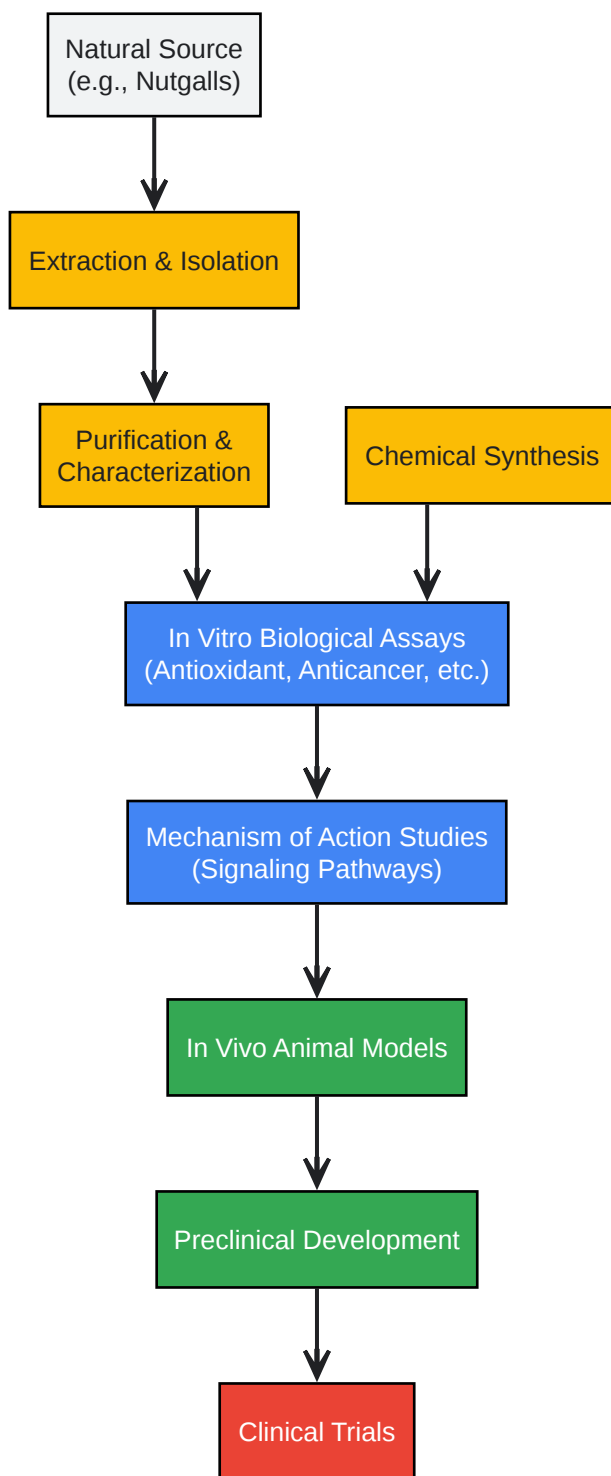 Natural Source
(e.g., Nutgalls)
Extraction & Isolation
Purification &
Characterization
Chemical Synthesis
In Vitro Biological Assays
(Antioxidant, Anticancer, etc.)
Mechanism of Action Studies
(Signaling Pathways)
In Vivo Animal Models
Preclinical Development
Clinical Trials